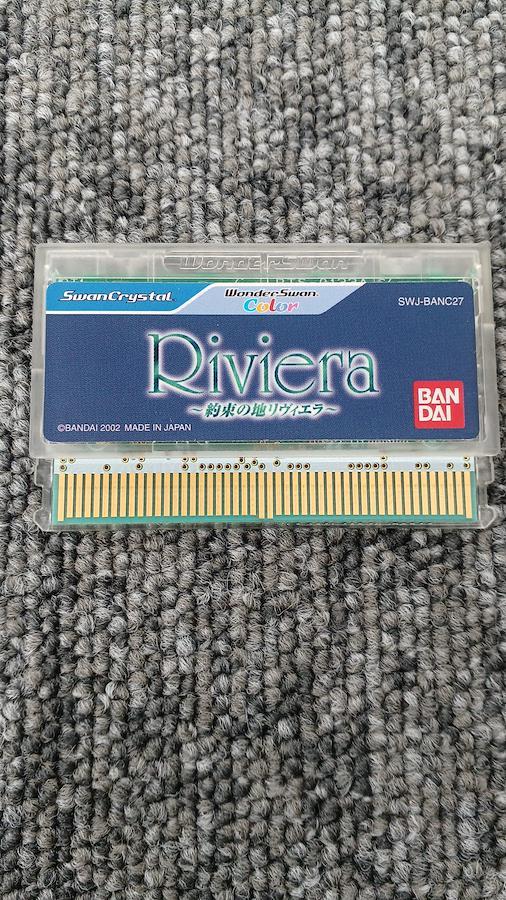 WonderSwan
SwanCrystal
WonderSwan
Color
SWJ-BANC27
Riviera
～約束の地リヴィエラ～
BAN
DAI
©BANDAI 2002 MADE IN JAPAN